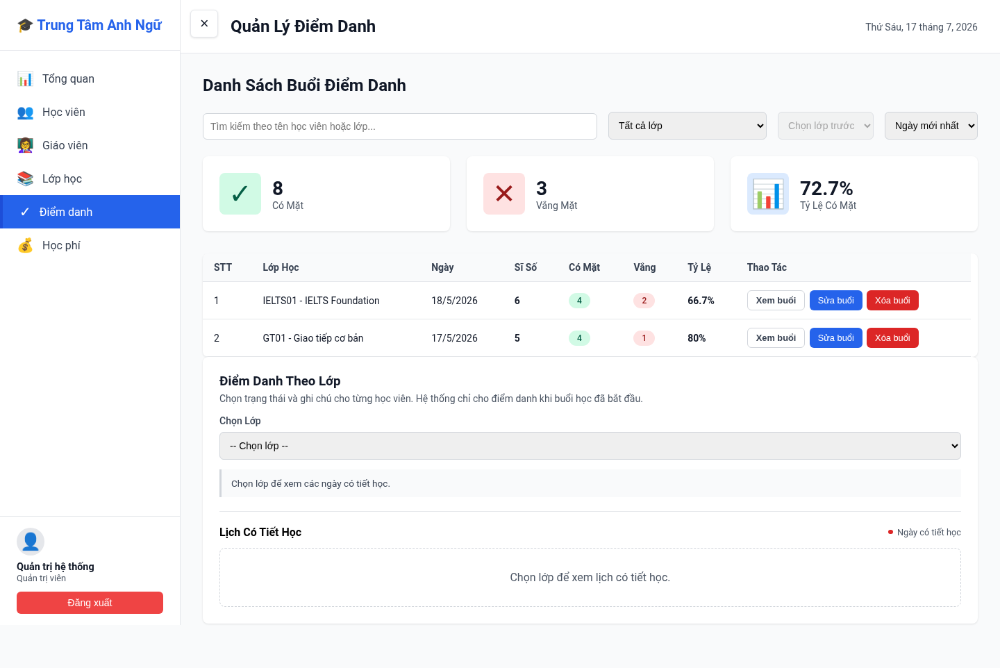 🎓 Trung Tâm Anh Ngữ
📊 Tổng quan
👥 Học viên
👩‍🏫 Giáo viên
📚 Lớp học
✓ Điểm danh
💰 Học phí
👤
Quản trị hệ thống
Quản trị viên
Đăng xuất
× Quản Lý Điểm Danh Thứ Sáu, 17 tháng 7, 2026
Danh Sách Buổi Điểm Danh
Tìm kiếm theo tên học viên hoặc lớp... Tất cả lớp Chọn lớp trước Ngày mới nhất
✓ 8 Có Mặt
✕ 3 Vắng Mặt
📊 72.7% Tỷ Lệ Có Mặt
STT Lớp Học Ngày Sĩ Số Có Mặt Vắng Tỷ Lệ Thao Tác
1 IELTS01 - IELTS Foundation 18/5/2026 6 4 2 66.7% Xem buổi Sửa buổi Xóa buổi
2 GT01 - Giao tiếp cơ bản 17/5/2026 5 4 1 80% Xem buổi Sửa buổi Xóa buổi
Điểm Danh Theo Lớp
Chọn trạng thái và ghi chú cho từng học viên. Hệ thống chỉ cho điểm danh khi buổi học đã bắt đầu.
Chọn Lớp
-- Chọn lớp --
Chọn lớp để xem các ngày có tiết học.
Lịch Có Tiết Học Ngày có tiết học
Chọn lớp để xem lịch có tiết học.